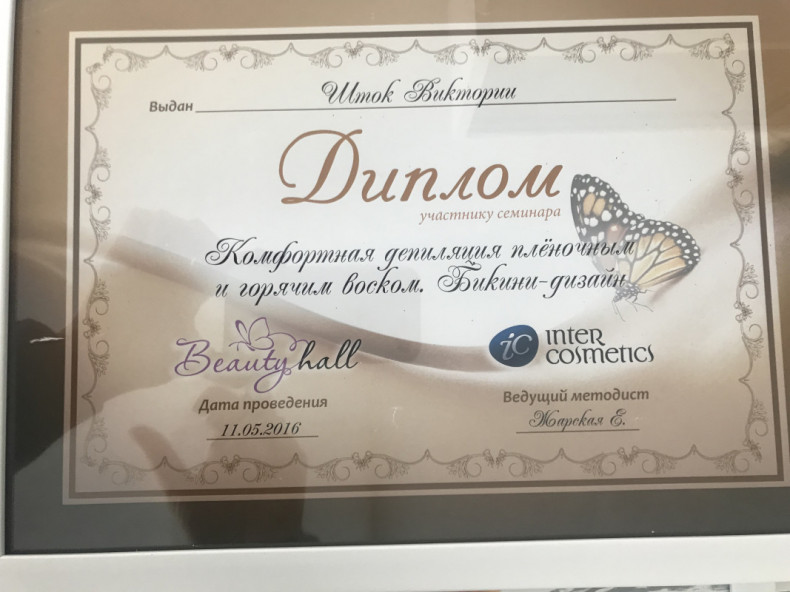 Выдан Шток Виктории
Диплом
участнику семинара
Комфортная депиляция плёночным
и горячим воском. Бикини-дизайн
Beauty hall
iC INTER COSMETICS
Дата проведения
11.05.2016
Ведущий методист
Жарская Е.